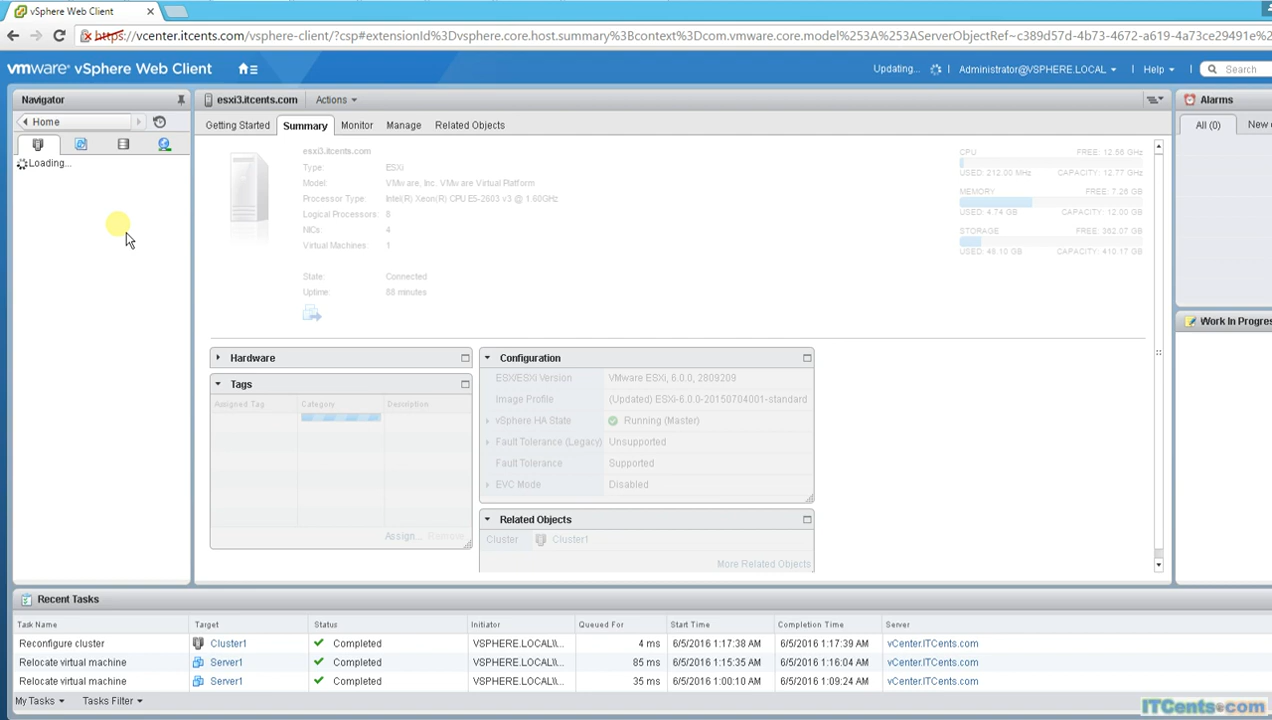 vSphere Web Client
https://vcenter.itcents.com/vsphere-client/?csp#extensionId%3Dvsphere.core.host.summary%3Bcontext%3Dcom.vmware.core.model%253A%253AServerObjectRef~c389d57d-4b73-4672-a619-4a73ce29491e%2
vmware® vSphere Web Client
Updating...
Administrator@VSPHERE.LOCAL
Help
Search
Navigator
Home
Loading...
esxi3.itcents.com
Actions
Getting Started
Summary
Monitor
Manage
Related Objects
esxi3.itcents.com
Type: ESXi
Model: VMware, Inc. VMware Virtual Platform
Processor Type: Intel(R) Xeon(R) CPU E5-2603 v3 @ 1.60GHz
Logical Processors: 8
NICs: 4
Virtual Machines: 1
State: Connected
Uptime: 88 minutes
CPU FREE: 12.56 GHz
USED: 212.00 MHz CAPACITY: 12.77 GHz
MEMORY FREE: 7.26 GB
USED: 4.74 GB CAPACITY: 12.00 GB
STORAGE FREE: 362.07 GB
USED: 48.10 GB CAPACITY: 410.17 GB
Hardware
Tags
Assigned Tag Category Description
Assign... Remove...
Configuration
ESX/ESXi Version VMware ESXi, 6.0.0, 2809209
Image Profile (Updated) ESXi-6.0.0-20150704001-standard
vSphere HA State Running (Master)
Fault Tolerance (Legacy) Unsupported
Fault Tolerance Supported
EVC Mode Disabled
Related Objects
Cluster Cluster1
More Related Objects
Alarms
All (0) New
Work In Progres
Recent Tasks
Task Name Target Status Initiator Queued For Start Time Completion Time Server
Reconfigure cluster Cluster1 Completed VSPHERE.LOCAL\\... 4 ms 6/5/2016 1:17:38 AM 6/5/2016 1:17:39 AM vCenter.ITCents.com
Relocate virtual machine Server1 Completed VSPHERE.LOCAL\\... 85 ms 6/5/2016 1:15:35 AM 6/5/2016 1:16:04 AM vCenter.ITCents.com
Relocate virtual machine Server1 Completed VSPHERE.LOCAL\\... 35 ms 6/5/2016 1:00:10 AM 6/5/2016 1:09:24 AM vCenter.ITCents.com
My Tasks
Tasks Filter
ITCents.com